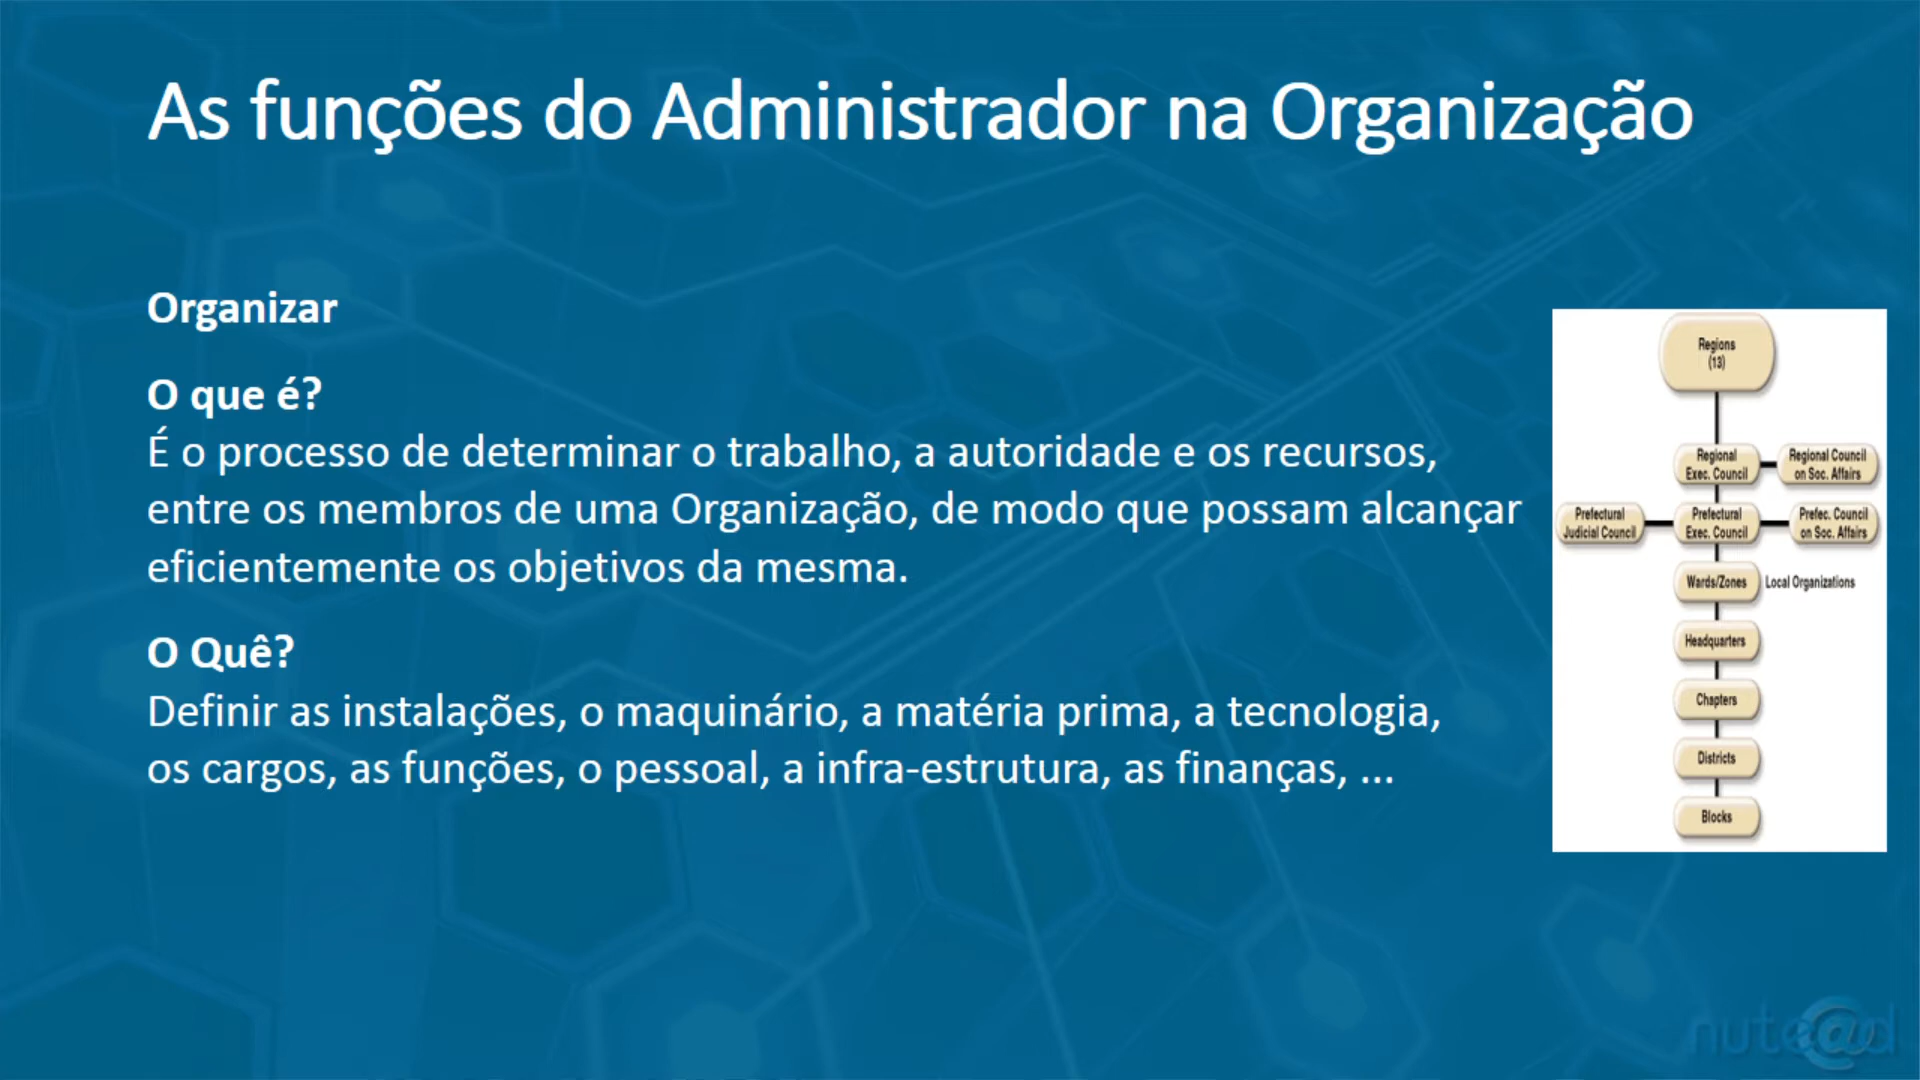 As funções do Administrador na Organização
Organizar
O que é?
É o processo de determinar o trabalho, a autoridade e os recursos,
entre os membros de uma Organização, de modo que possam alcançar
eficientemente os objetivos da mesma.
O Quê?
Definir as instalações, o maquinário, a matéria prima, a tecnologia,
os cargos, as funções, o pessoal, a infra-estrutura, as finanças, ...
Regions
(13)
Regional
Exec. Council
Regional Council
on Soc. Affairs
Prefectural
Judicial Council
Prefectural
Exec. Council
Prefec. Council
on Soc. Affairs
Wards/Zones
Local Organizations
Headquarters
Chapters
Districts
Blocks
nute@d